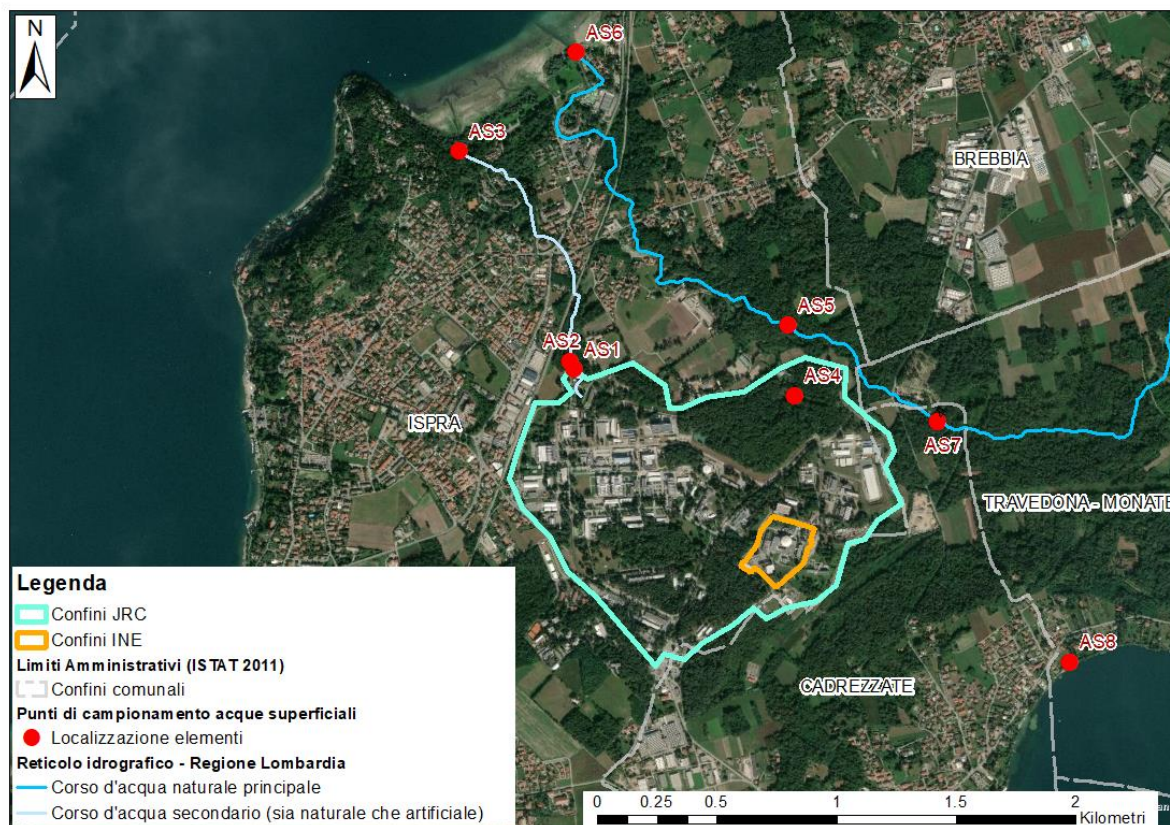 N
AS6
AS3
BREBBIA
AS5
AS2
AS1
AS4
ISPRA
AS7
TRAVEDONA - MONATE
AS8
CADREZZATE
Legenda
Confini JRC
Confini INE
Limiti Amministrativi (ISTAT 2011)
Confini comunali
Punti di campionamento acque superficiali
Localizzazione elementi
Reticolo idrografico - Regione Lombardia
Corso d'acqua naturale principale
Corso d'acqua secondario (sia naturale che artificiale)
0 0.25 0.5 1 1.5 2
Kilometri